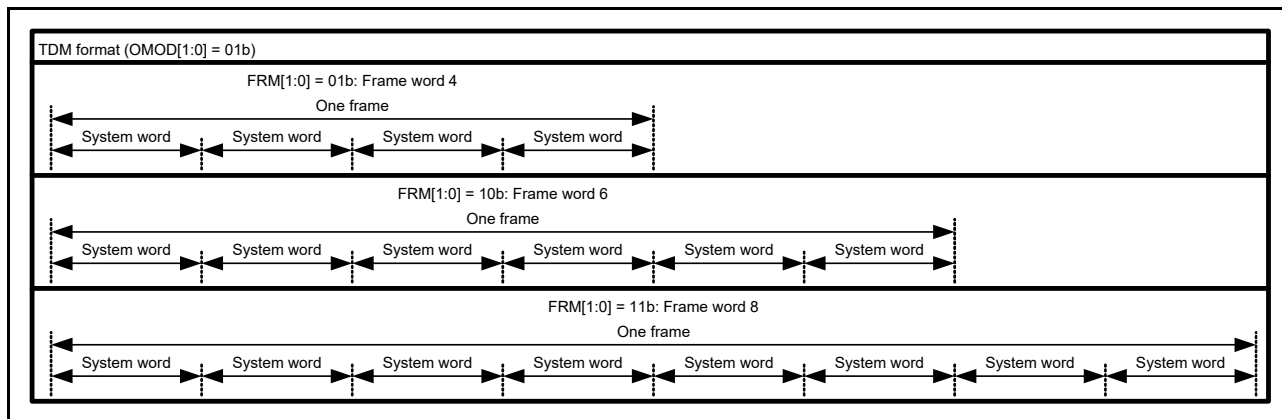 TDM format (OMOD[1:0] = 01b)
FRM[1:0] = 01b: Frame word 4
One frame
System word System word System word System word
FRM[1:0] = 10b: Frame word 6
One frame
System word System word System word System word System word System word
FRM[1:0] = 11b: Frame word 8
One frame
System word System word System word System word System word System word System word System word